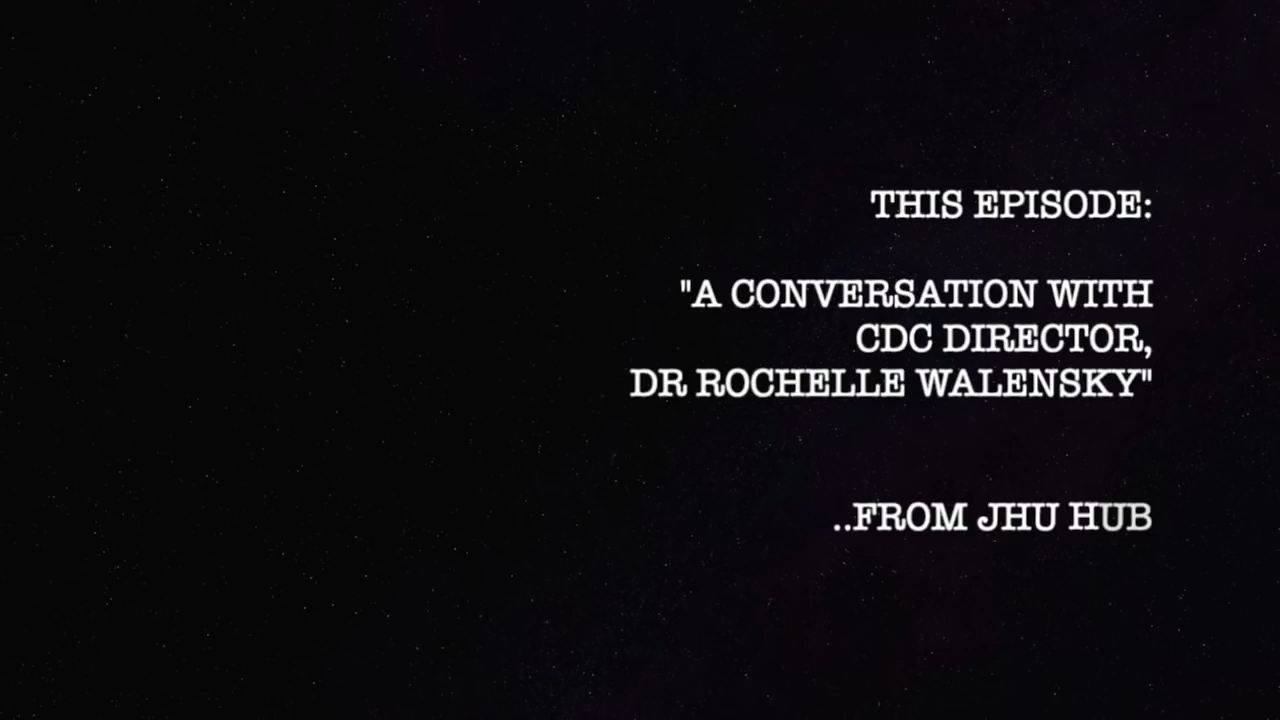 THIS EPISODE:
"A CONVERSATION WITH
CDC DIRECTOR,
DR ROCHELLE WALENSKY"
..FROM JHU HUB